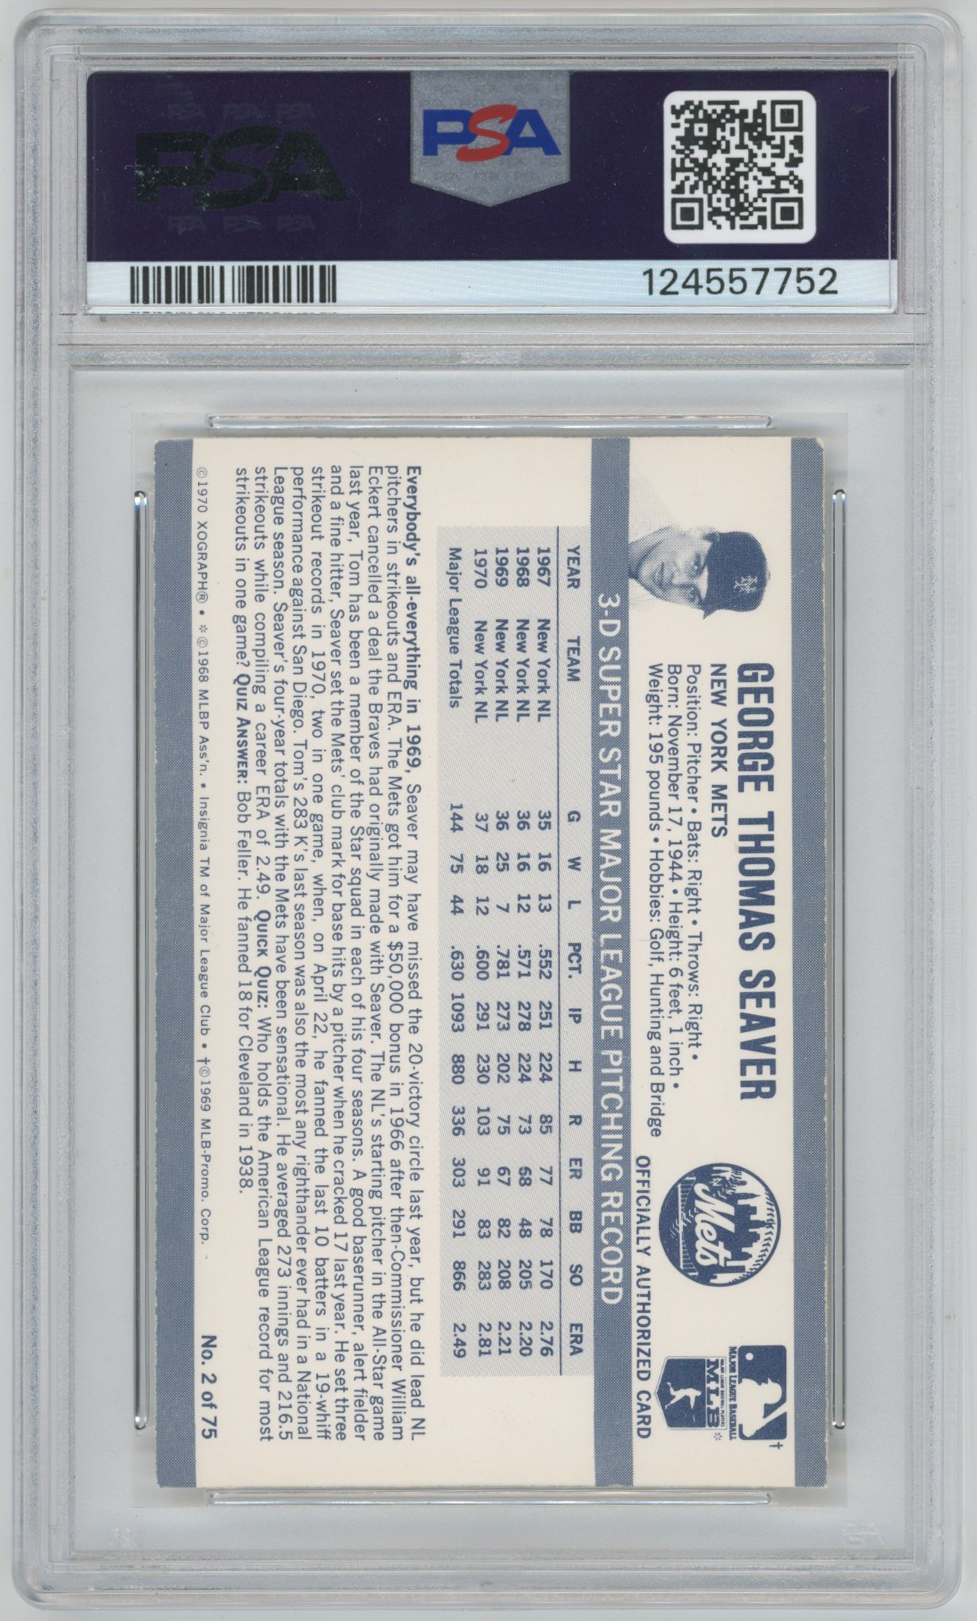 PSA
PSA
124557752
GEORGE THOMAS SEAVER
NEW YORK METS
Position: Pitcher • Bats: Right • Throws: Right •
Born: November 17, 1944 • Height: 6 feet, 1 inch •
Weight: 195 pounds • Hobbies: Golf, Hunting and Bridge
Mets
MAJOR LEAGUE BASEBALL
†
MLB
*
OFFICIALLY AUTHORIZED CARD
3-D SUPER STAR MAJOR LEAGUE PITCHING RECORD
YEAR TEAM G W L PCT. IP H R ER BB SO ERA
1967 New York NL 35 16 13 .552 251 224 85 77 78 170 2.76
1968 New York NL 36 16 12 .571 278 224 73 68 48 205 2.20
1969 New York NL 36 25 7 .781 273 202 75 67 82 208 2.21
1970 New York NL 37 18 12 .600 291 230 103 91 83 283 2.81
Major League Totals 144 75 44 .630 1093 880 336 303 291 866 2.49
Everybody's all-everything in 1969, Seaver may have missed the 20-victory circle last year, but he did lead NL
pitchers in strikeouts and ERA. The Mets got him for a $50,000 bonus in 1966 after then-Commissioner William
Eckert cancelled a deal the Braves had originally made with Seaver. The NL's starting pitcher in the All-Star game
last year, Tom has been a member of the Star squad in each of his four seasons. A good baserunner, alert fielder
and a fine hitter, Seaver set the Mets' club mark for base hits by a pitcher when he cracked 17 last year. He set three
strikeout records in 1970, two in one game, when, on April 22, he fanned the last 10 batters in a 19-whiff
performance against San Diego. Tom's 283 K's last season was also the most any righthander ever had in a National
League season. Seaver's four-year totals with the Mets have been sensational. He averaged 273 innings and 216.5
strikeouts while compiling a career ERA of 2.49. QUICK QUIZ: Who holds the American League record for most
strikeouts in one game? QUIZ ANSWER: Bob Feller. He fanned 18 for Cleveland in 1938.
©1970 XOGRAPH® • *©1968 MLBP Ass'n. • Insignia TM of Major League Club • †©1969 MLB-Promo. Corp.
No. 2 of 75